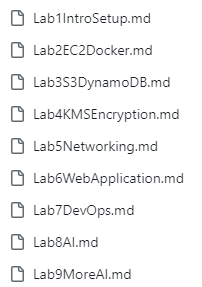 Lab1IntroSetup.md
Lab2EC2Docker.md
Lab3S3DynamoDB.md
Lab4KMSEncryption.md
Lab5Networking.md
Lab6WebApplication.md
Lab7DevOps.md
Lab8AI.md
Lab9MoreAI.md